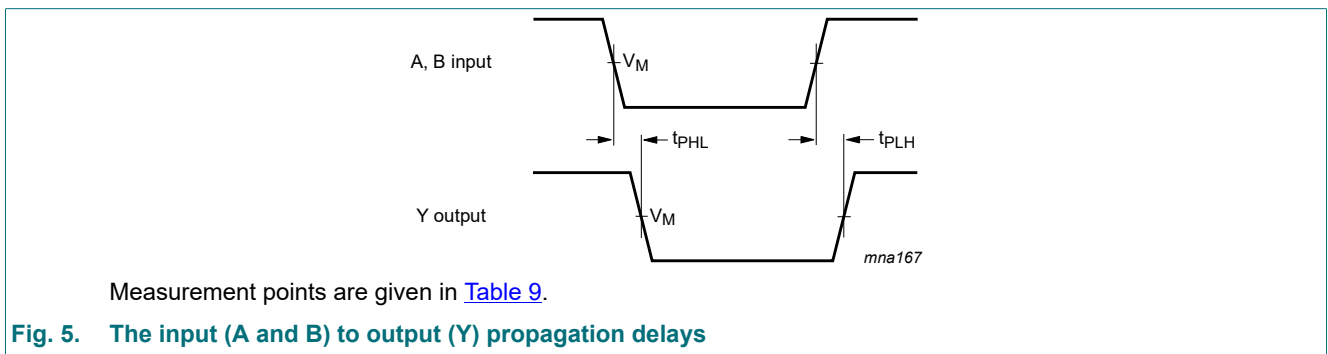 A, B input
VM
tPHL
tPLH
Y output
VM
mna167
Measurement points are given in Table 9.
Fig. 5. The input (A and B) to output (Y) propagation delays